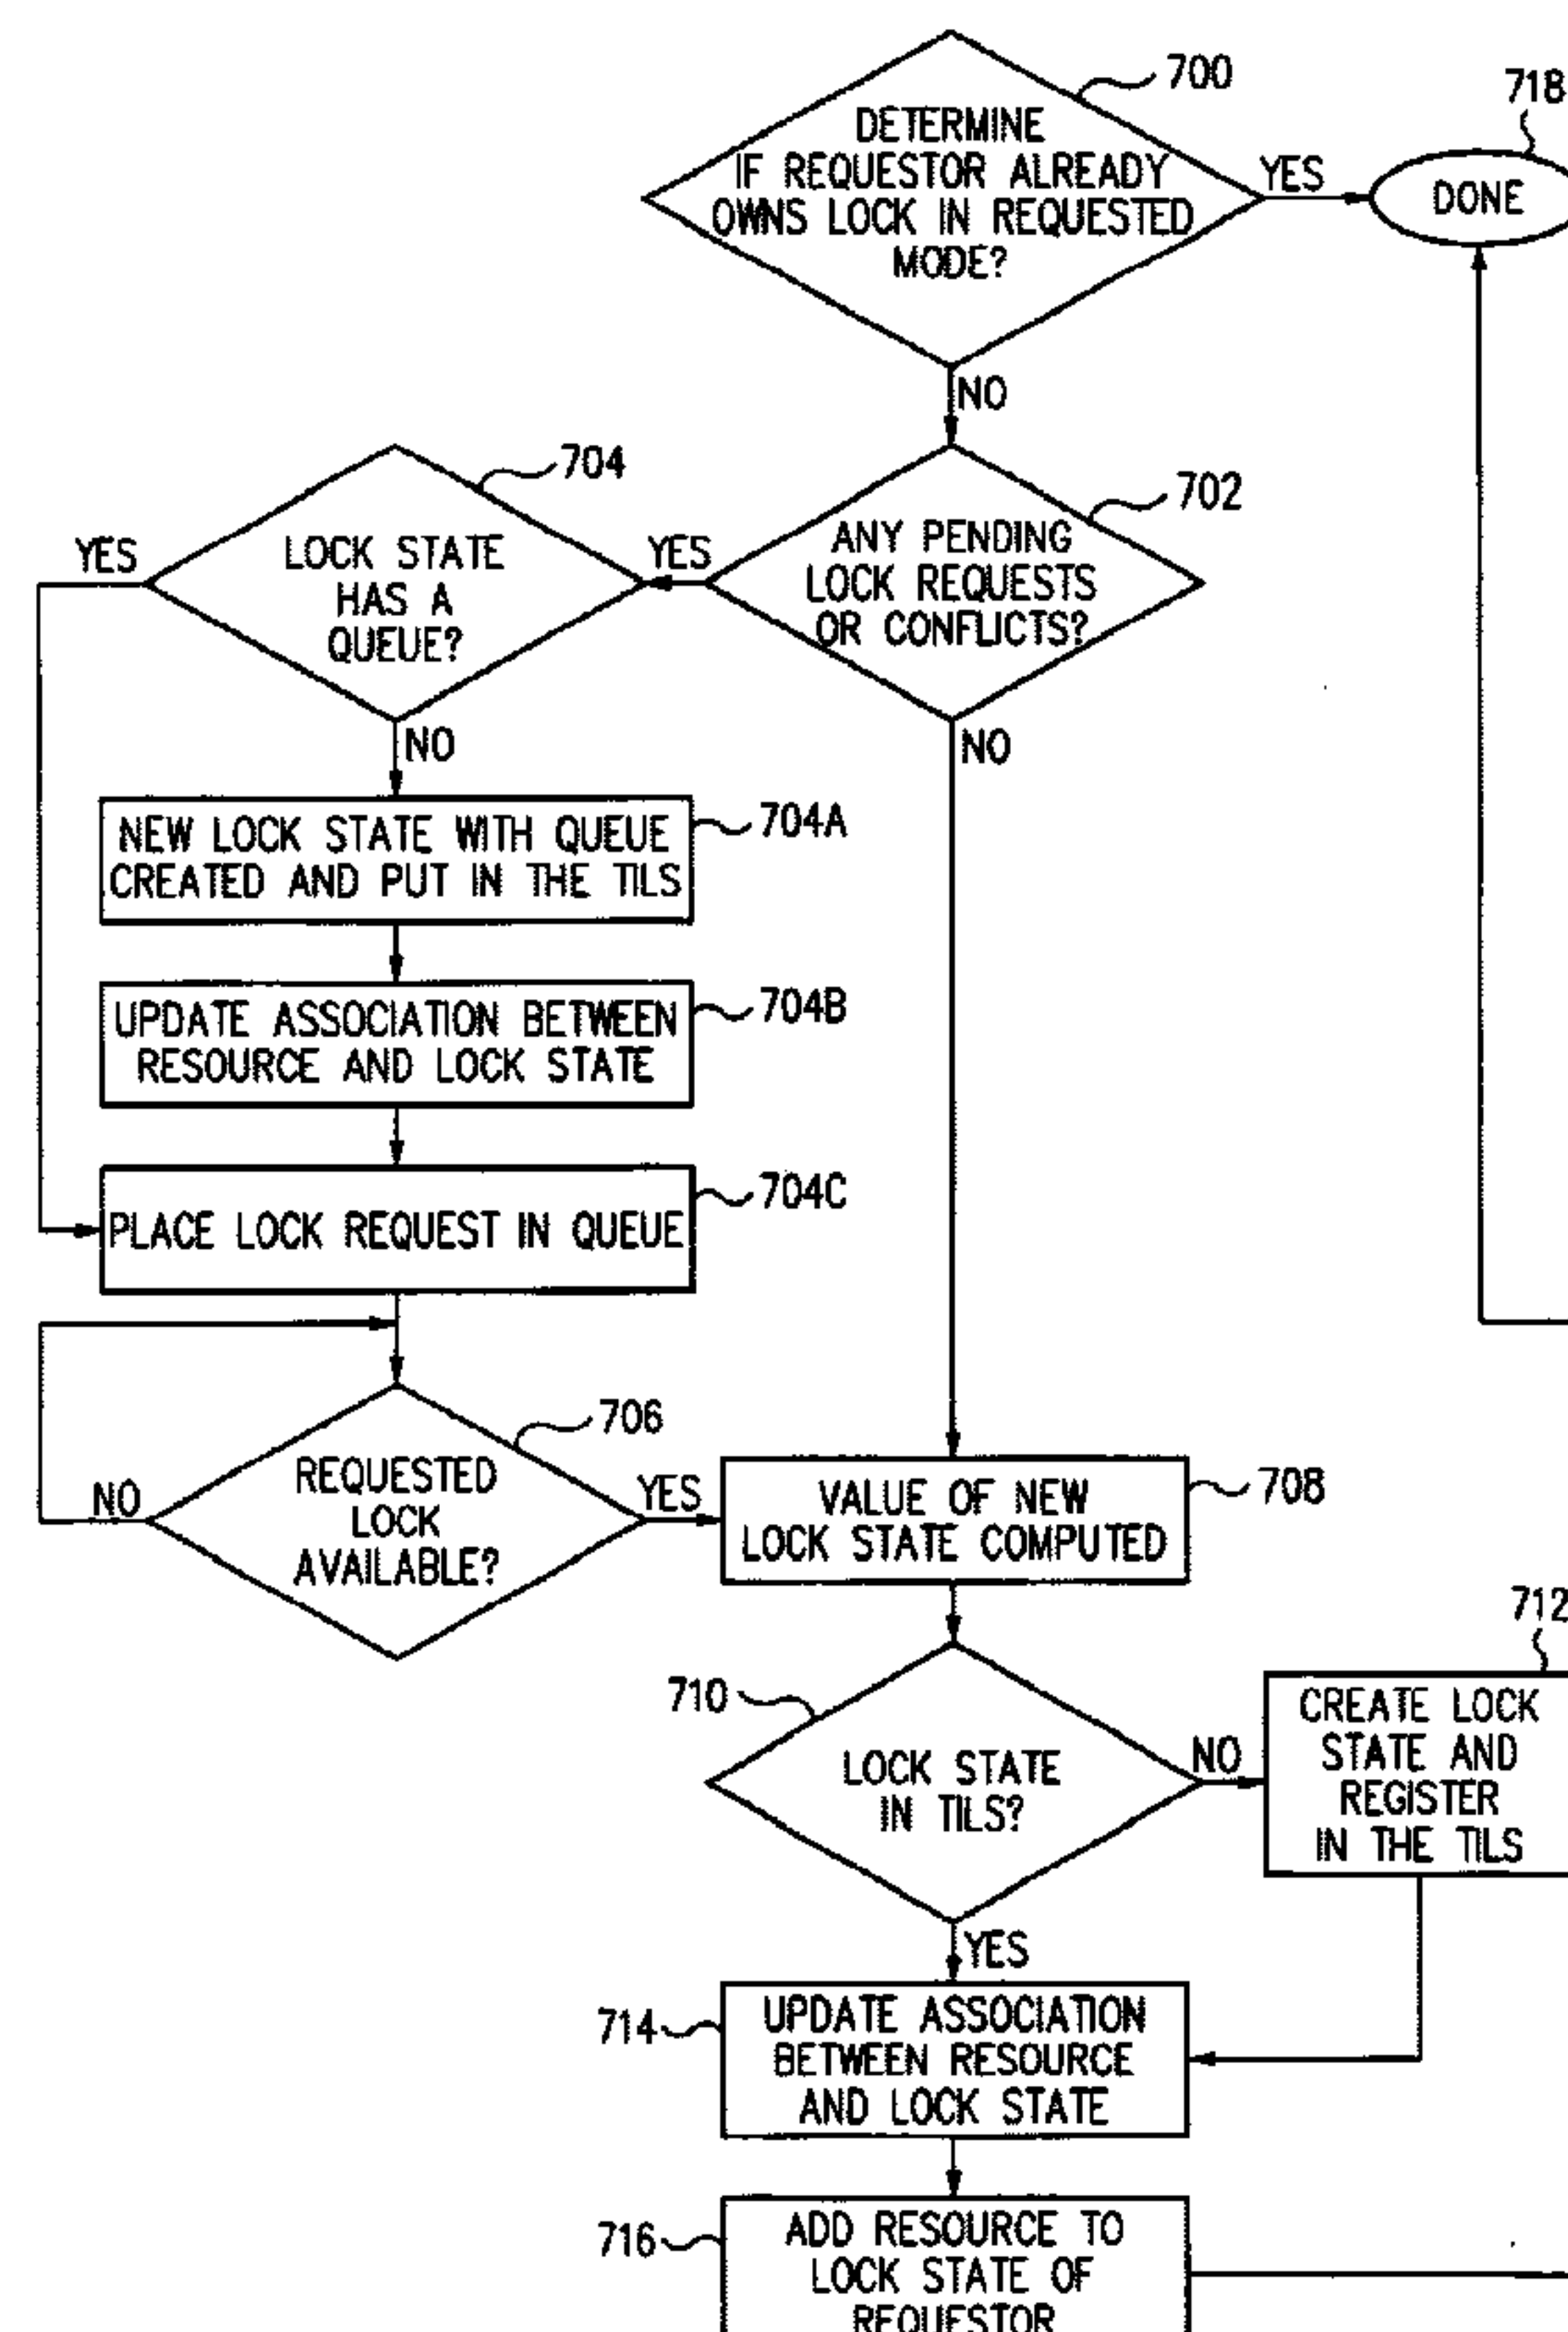 700
DETERMINE
IF REQUESTOR ALREADY
OWNS LOCK IN REQUESTED
MODE?
YES
718
DONE
NO
704
LOCK STATE
HAS A
QUEUE?
YES
YES
702
ANY PENDING
LOCK REQUESTS
OR CONFLICTS?
NO
NO
NEW LOCK STATE WITH QUEUE
CREATED AND PUT IN THE TILS
704A
UPDATE ASSOCIATION BETWEEN
RESOURCE AND LOCK STATE
704B
PLACE LOCK REQUEST IN QUEUE
704C
706
REQUESTED
LOCK
AVAILABLE?
NO
YES
VALUE OF NEW
LOCK STATE COMPUTED
708
710
LOCK STATE
IN TILS?
NO
712
CREATE LOCK
STATE AND
REGISTER
IN THE TILS
YES
714
UPDATE ASSOCIATION
BETWEEN RESOURCE
AND LOCK STATE
716
ADD RESOURCE TO
LOCK STATE OF
REQUESTOR